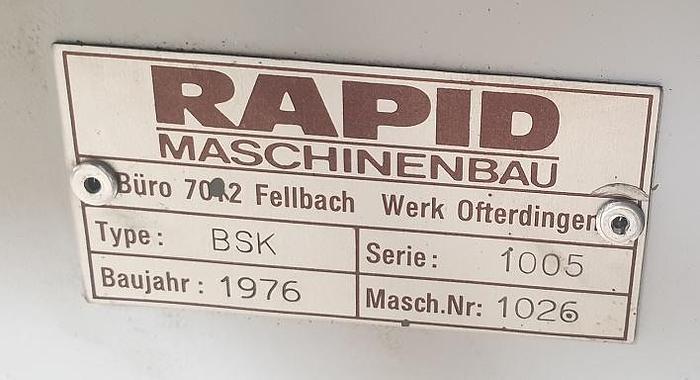 RAPID
MASCHINENBAU
Büro 7012 Fellbach Werk Ofterdingen
Type: BSK Serie: 1005
Baujahr: 1976 Masch.Nr: 1026